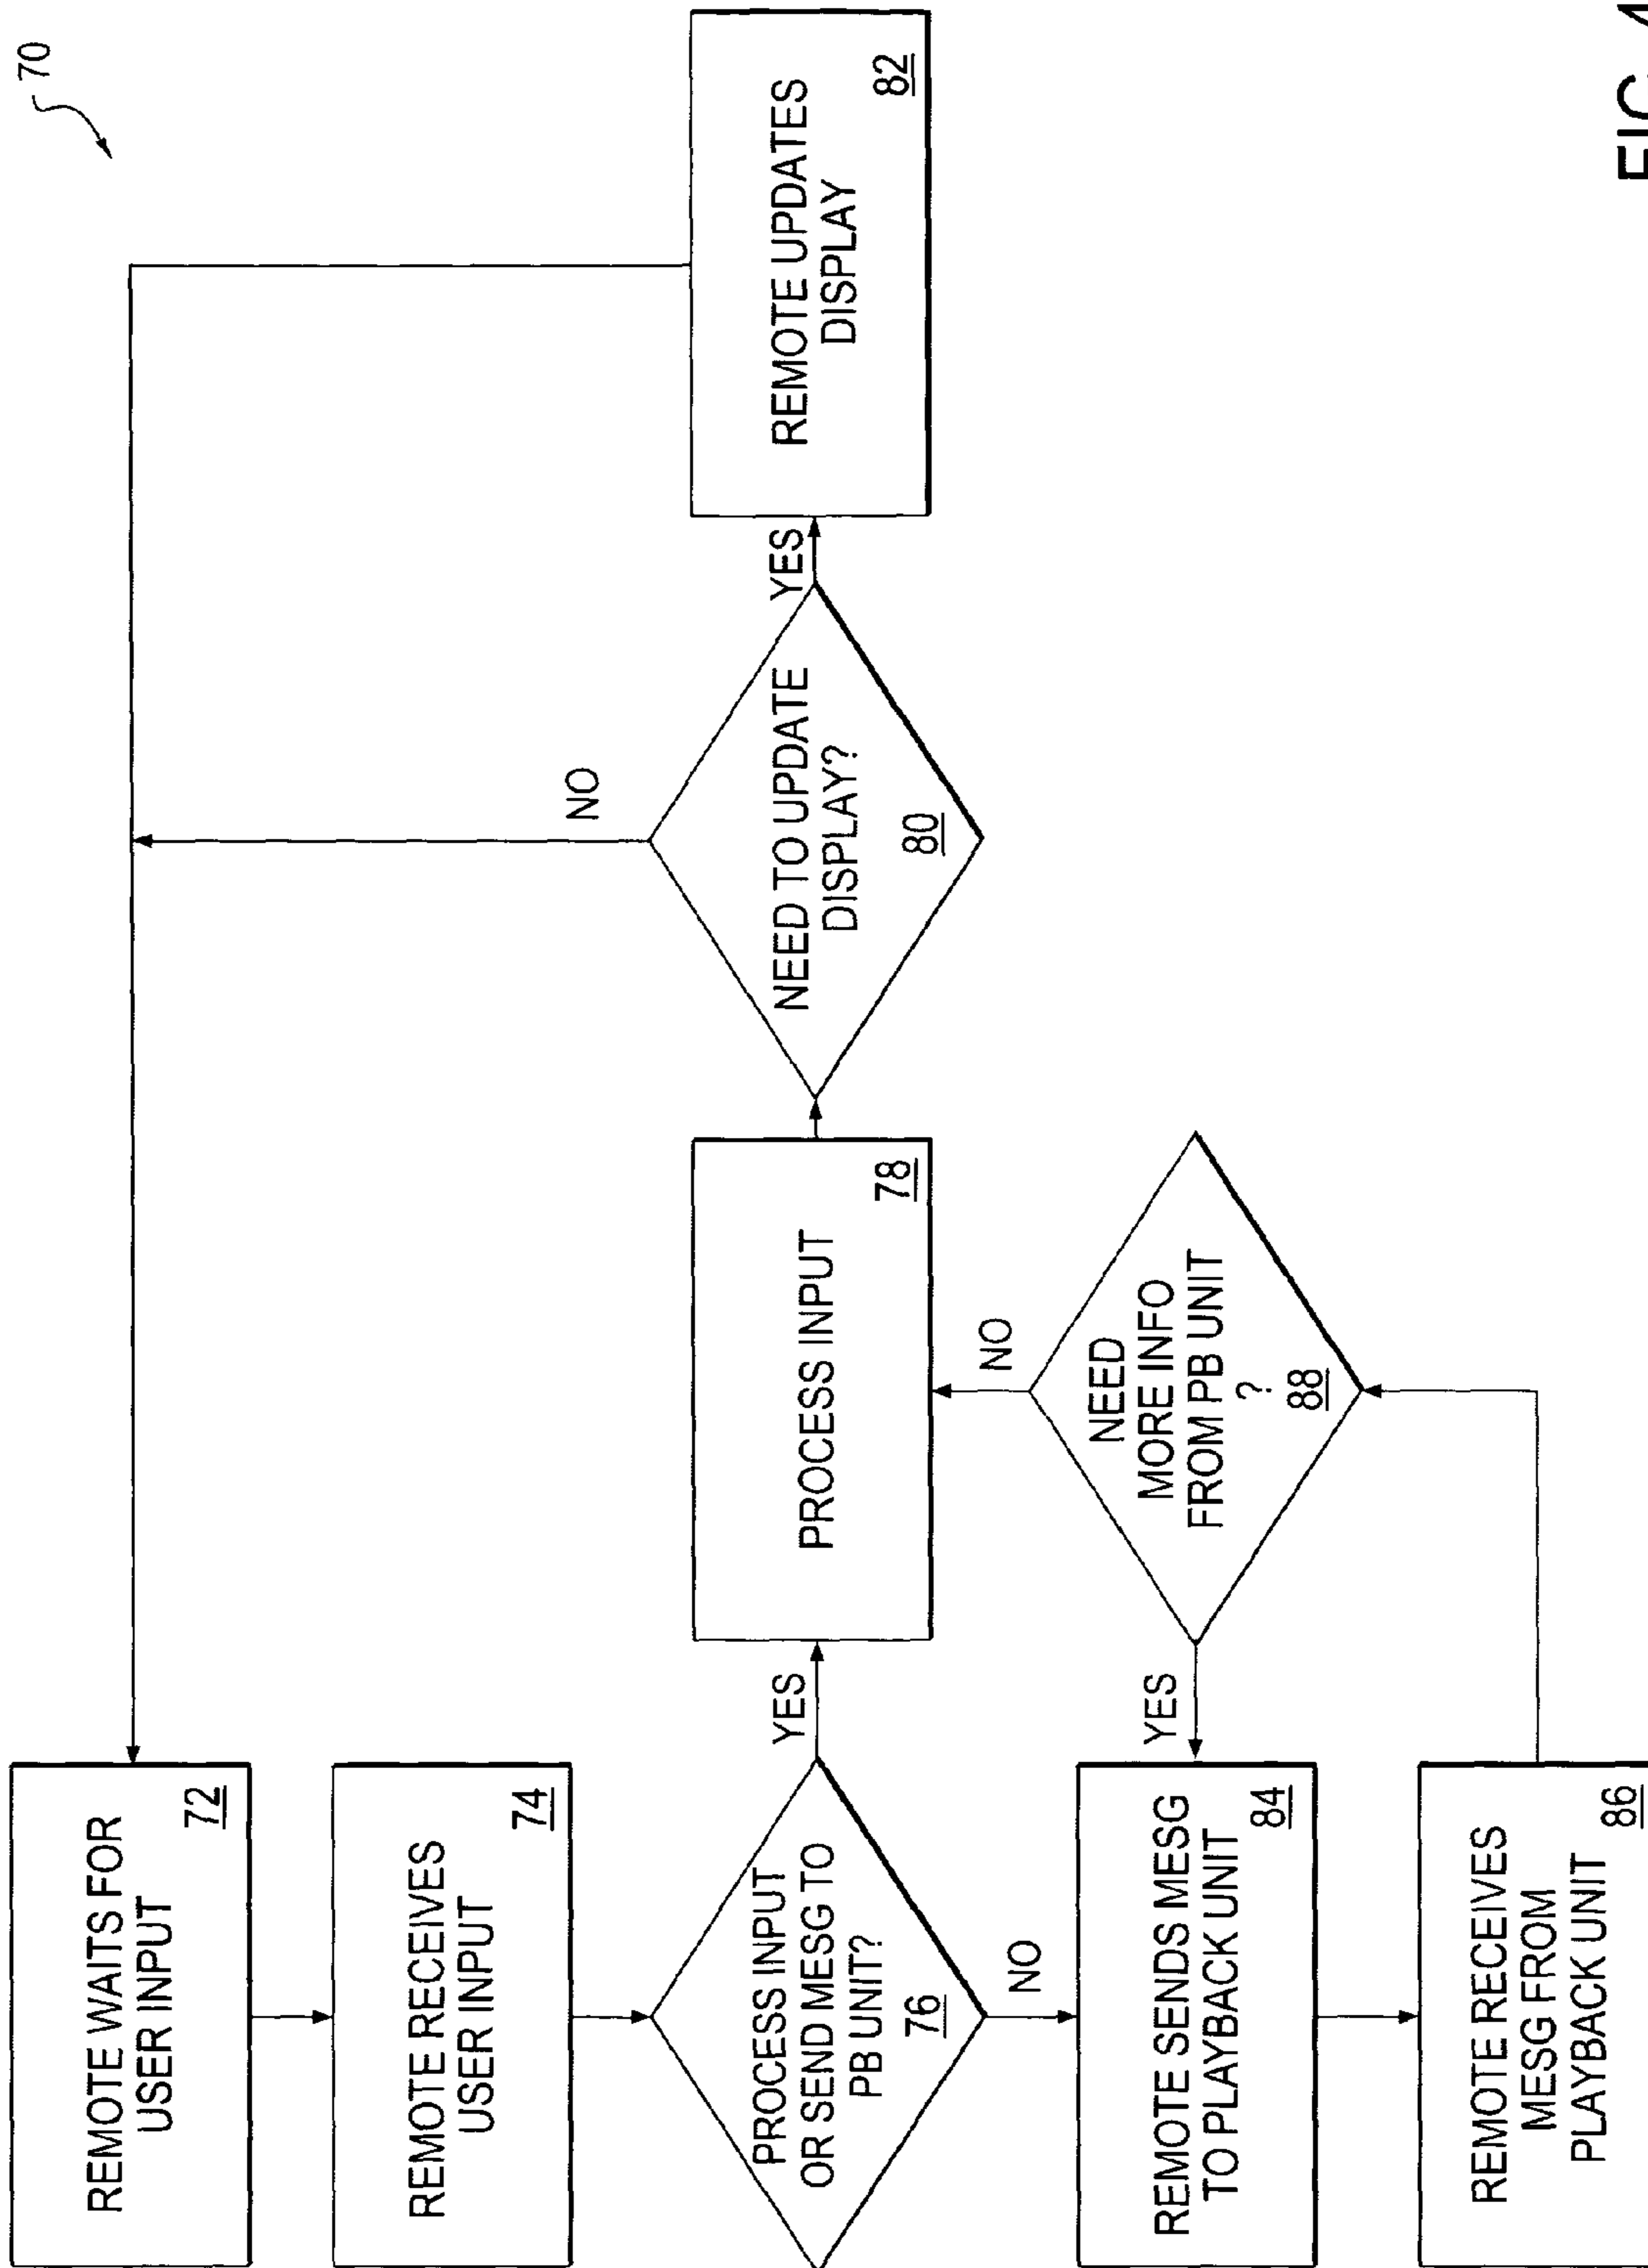 70
REMOTE WAITS FOR
USER INPUT
72
REMOTE RECEIVES
USER INPUT
74
PROCESS INPUT
OR SEND MESG TO
PB UNIT?
76
YES
NO
PROCESS INPUT
78
NEED TO UPDATE
DISPLAY?
80
NO
YES
REMOTE UPDATES
DISPLAY
82
REMOTE SENDS MESG
TO PLAYBACK UNIT
84
YES
NEED
MORE INFO
FROM PB UNIT
?
88
NO
REMOTE RECEIVES
MESG FROM
PLAYBACK UNIT
86